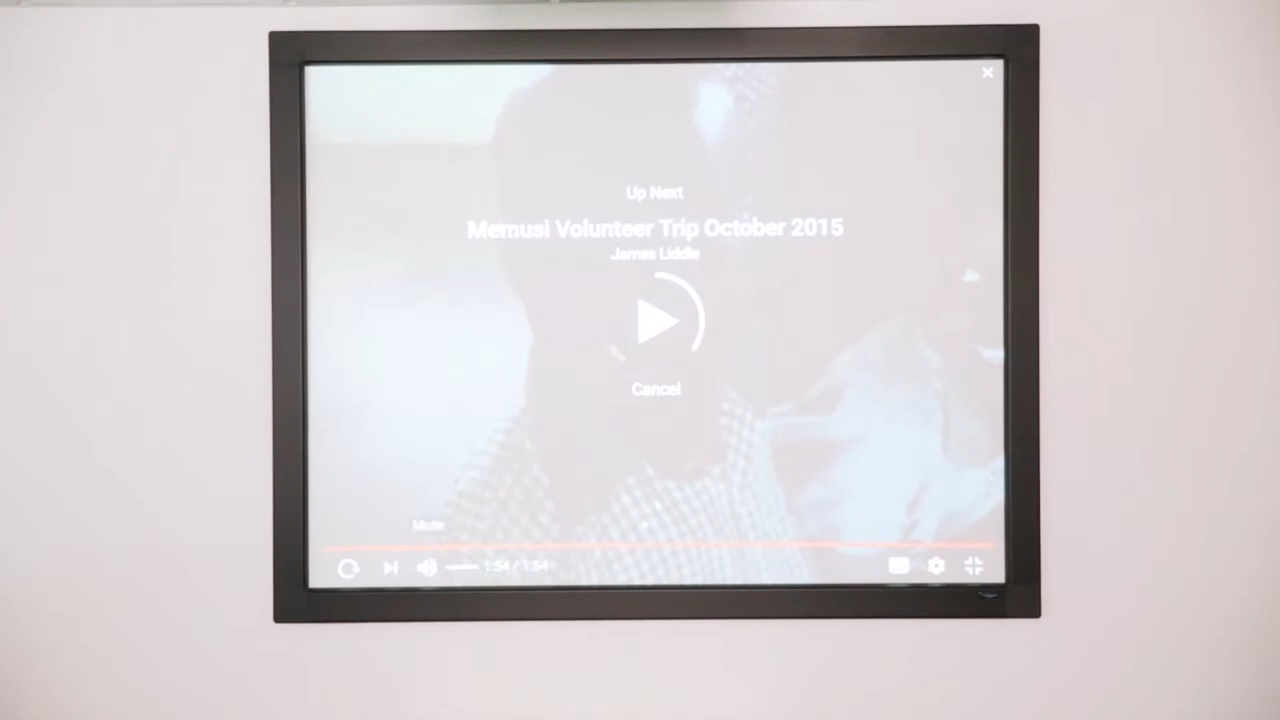 Up Next
Memusi Volunteer Trip October 2015
James Liddle
Cancel
Mute
1:54 / 1:54